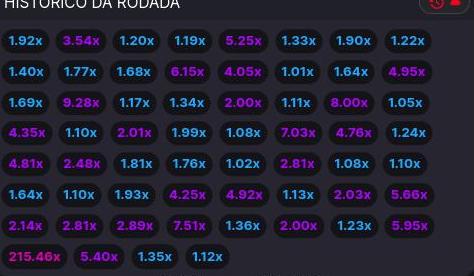 HISTÓRICO DA RODADA
1.92x 3.54x 1.20x 1.19x 5.25x 1.33x 1.90x 1.22x
1.40x 1.77x 1.68x 6.15x 4.05x 1.01x 1.64x 4.95x
1.69x 9.28x 1.17x 1.34x 2.00x 1.11x 8.00x 1.05x
4.35x 1.10x 2.01x 1.99x 1.08x 7.03x 4.76x 1.24x
4.81x 2.48x 1.81x 1.76x 1.02x 2.81x 1.08x 1.10x
1.64x 1.10x 1.93x 4.25x 4.92x 1.13x 2.03x 5.66x
2.14x 2.81x 2.89x 7.51x 1.36x 2.00x 1.23x 5.95x
215.46x 5.40x 1.35x 1.12x